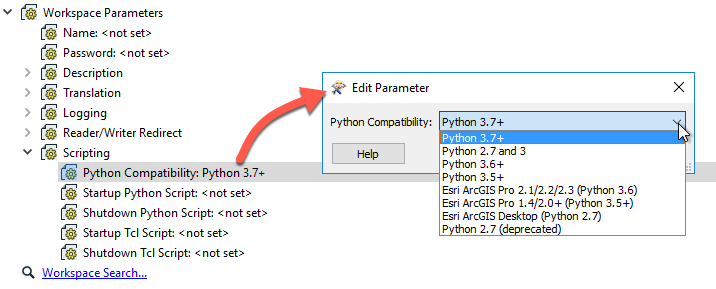 Workspace Parameters
Name: <not set>
Password: <not set>
Description
Translation
Logging
Reader/Writer Redirect
Scripting
Python Compatibility: Python 3.7+
Startup Python Script: <not set>
Shutdown Python Script: <not set>
Startup Tcl Script: <not set>
Shutdown Tcl Script: <not set>
Workspace Search...
Edit Parameter
Python Compatibility: Python 3.7+
Help
Python 3.7+
Python 2.7 and 3
Python 3.6+
Python 3.5+
Esri ArcGIS Pro 2.1/2.2/2.3 (Python 3.6)
Esri ArcGIS Pro 1.4/2.0+ (Python 3.5+)
Esri ArcGIS Desktop (Python 2.7)
Python 2.7 (deprecated)